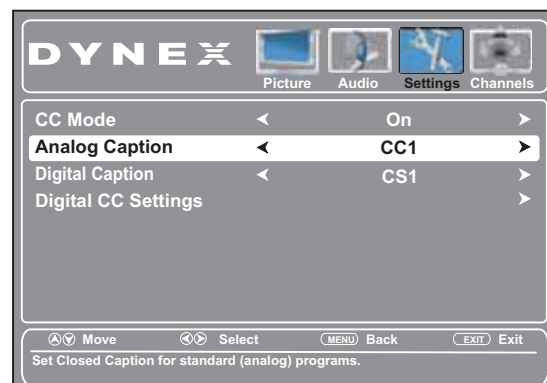 DYNEX
Picture Audio Settings Channels
CC Mode On
Analog Caption CC1
Digital Caption CS1
Digital CC Settings
Move Select MENU Back EXIT Exit
Set Closed Caption for standard (analog) programs.